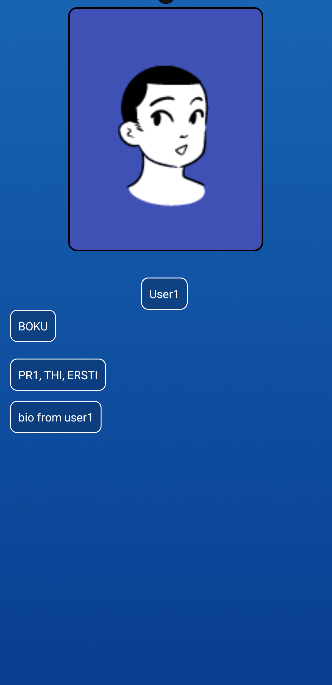 User1
BOKU
PR1, THI, ERSTI
bio from user1